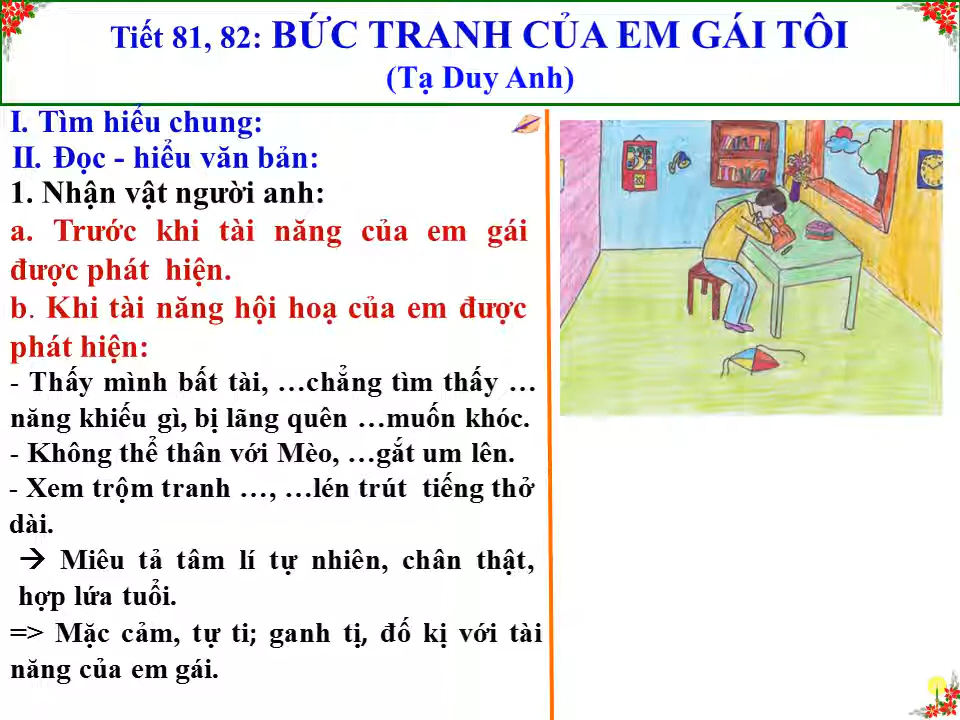 Tiết 81, 82: BỨC TRANH CỦA EM GÁI TÔI
(Tạ Duy Anh)
I. Tìm hiểu chung:
II. Đọc - hiểu văn bản:
1. Nhận vật người anh:
a. Trước khi tài năng của em gái
được phát hiện.
b. Khi tài năng hội hoạ của em được
phát hiện:
- Thấy mình bất tài, …chẳng tìm thấy …
năng khiếu gì, bị lãng quên …muốn khóc.
- Không thể thân với Mèo, …gắt um lên.
- Xem trộm tranh …, …lén trút tiếng thở
dài.
→ Miêu tả tâm lí tự nhiên, chân thật,
hợp lứa tuổi.
=> Mặc cảm, tự ti; ganh tị, đố kị với tài
năng của em gái.
20